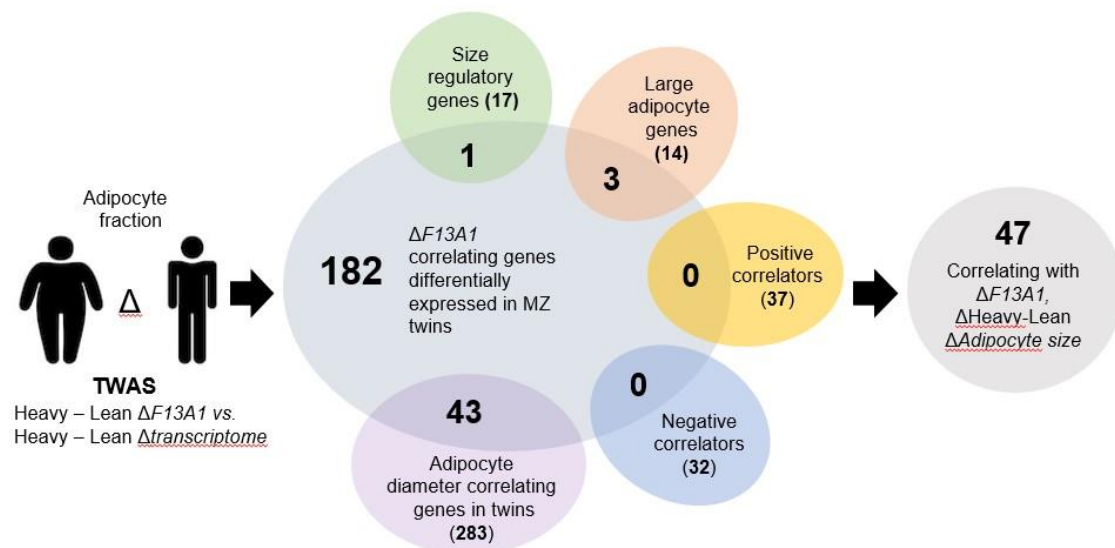 Adipocyte
fraction
Δ
TWAS
Heavy – Lean ΔF13A1 vs.
Heavy – Lean Δtranscriptome
Size
regulatory
genes (17)
1
Large
adipocyte
genes
(14)
3
182
ΔF13A1
correlating genes
differentially
expressed in MZ
twins
0
Positive
correlators
(37)
0
Negative
correlators
(32)
43
Adipocyte
diameter correlating
genes in twins
(283)
47
Correlating with
ΔF13A1,
ΔHeavy-Lean
ΔAdipocyte size